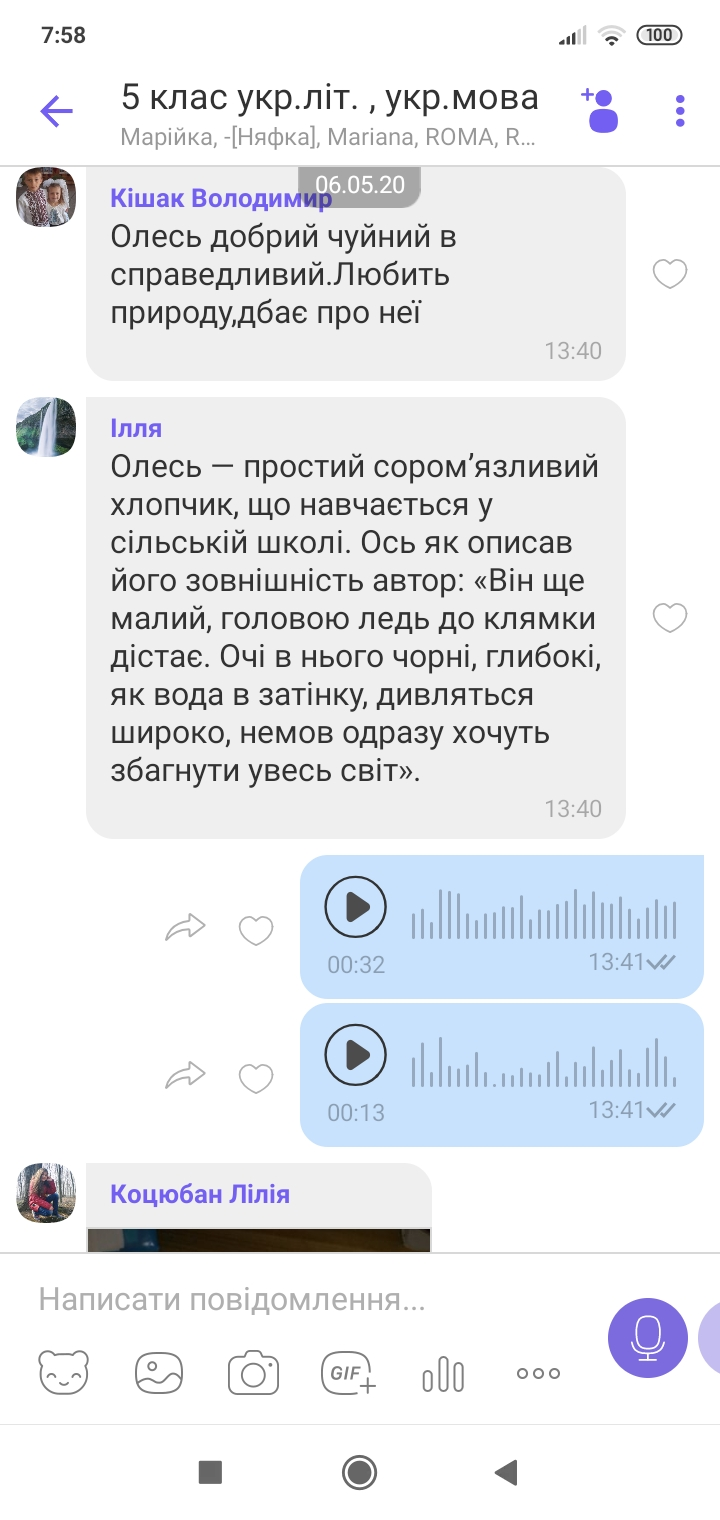 7:58
100
5 клас укр.літ. , укр.мова
Марійка, -[Няфка], Mariana, ROMA, R...
06.05.20
Кішак Володимир
Олесь добрий чуйний в
справедливий.Любить
природу,дбає про неї
13:40
Ілля
Олесь — простий сором’язливий
хлопчик, що навчається у
сільській школі. Ось як описав
його зовнішність автор: «Він ще
малий, головою ледь до клямки
дістає. Очі в нього чорні, глибокі,
як вода в затінку, дивляться
широко, немов одразу хочуть
збагнути увесь світ».
13:40
00:32
13:41
00:13
13:41
Коцюбан Лілія
Написати повідомлення...
GIF